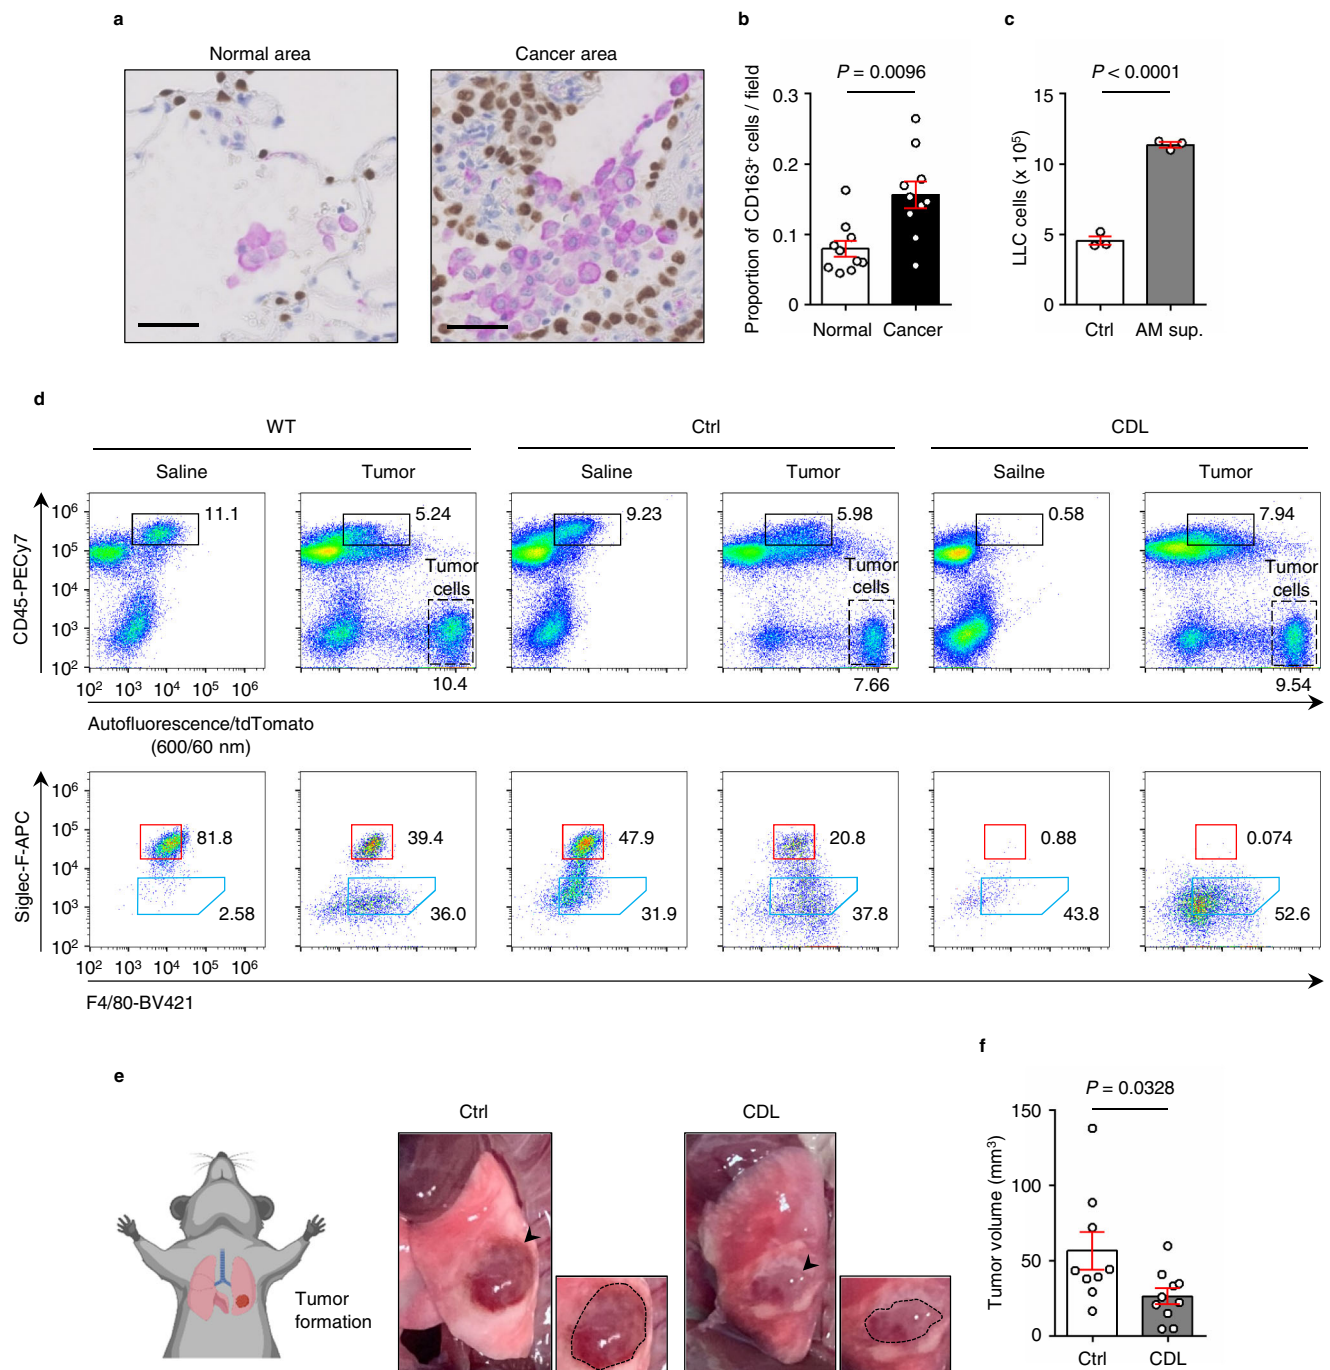 a
Normal area
Cancer area
b
P = 0.0096
Proportion of CD163+ cells / field
0.3
0.2
0.1
0
Normal
Cancer
c
P < 0.0001
LLC cells (x 10⁵)
15
10
5
0
Ctrl
AM sup.
d
WT
Ctrl
CDL
Saline
Tumor
Saline
Tumor
Sailne
Tumor
CD45-PECy7
10⁶
10⁵
10⁴
10³
10²
11.1
5.24
9.23
5.98
0.58
7.94
Tumor
cells
Tumor
cells
Tumor
cells
10² 10³ 10⁴ 10⁵ 10⁶
10.4
7.66
9.54
Autofluorescence/tdTomato
(600/60 nm)
Siglec-F-APC
10⁶
10⁵
10⁴
10³
10²
81.8
39.4
47.9
20.8
0.88
0.074
2.58
36.0
31.9
37.8
43.8
52.6
10² 10³ 10⁴ 10⁵ 10⁶
F4/80-BV421
e
Tumor
formation
Ctrl
CDL
f
P = 0.0328
Tumor volume (mm³)
150
100
50
0
Ctrl
CDL